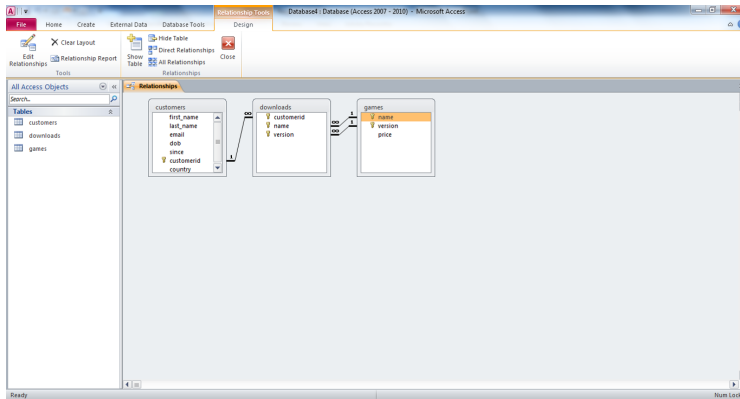 Relationship Tools
Database4 : Database (Access 2007 - 2010) - Microsoft Access
File Home Create External Data Database Tools Design
Edit Relationships
Clear Layout
Relationship Report
Tools
Show Table
Hide Table
Direct Relationships
All Relationships
Close
Relationships
All Access Objects
Search...
Tables
customers
downloads
games
Relationships
customers
first_name
last_name
email
dob
since
customerid
country
1
∞
downloads
customerid
name
version
∞ 1
∞ 1
games
name
version
price
Ready
Num Lock